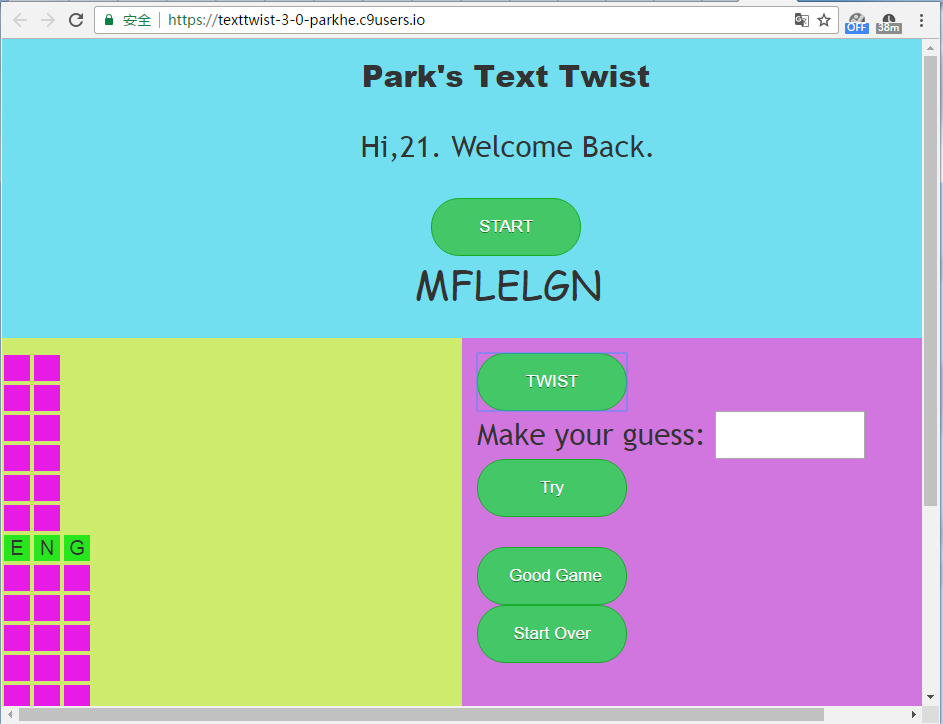 安全 https://texttwist-3-0-parkhe.c9users.io
OFF 38m
Park's Text Twist
Hi,21. Welcome Back.
START
MFLELGN
TWIST
Make your guess:
Try
E N G
Good Game
Start Over